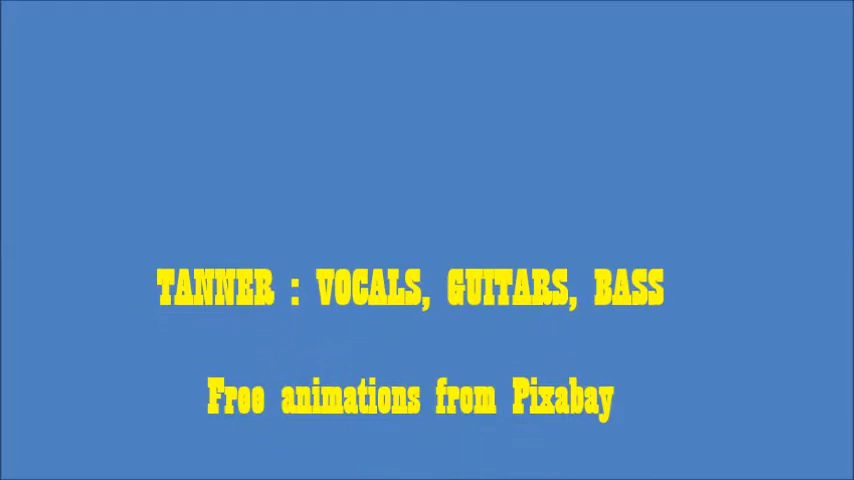 TANNER : VOCALS, GUITARS, BASS
Free animations from Pixabay